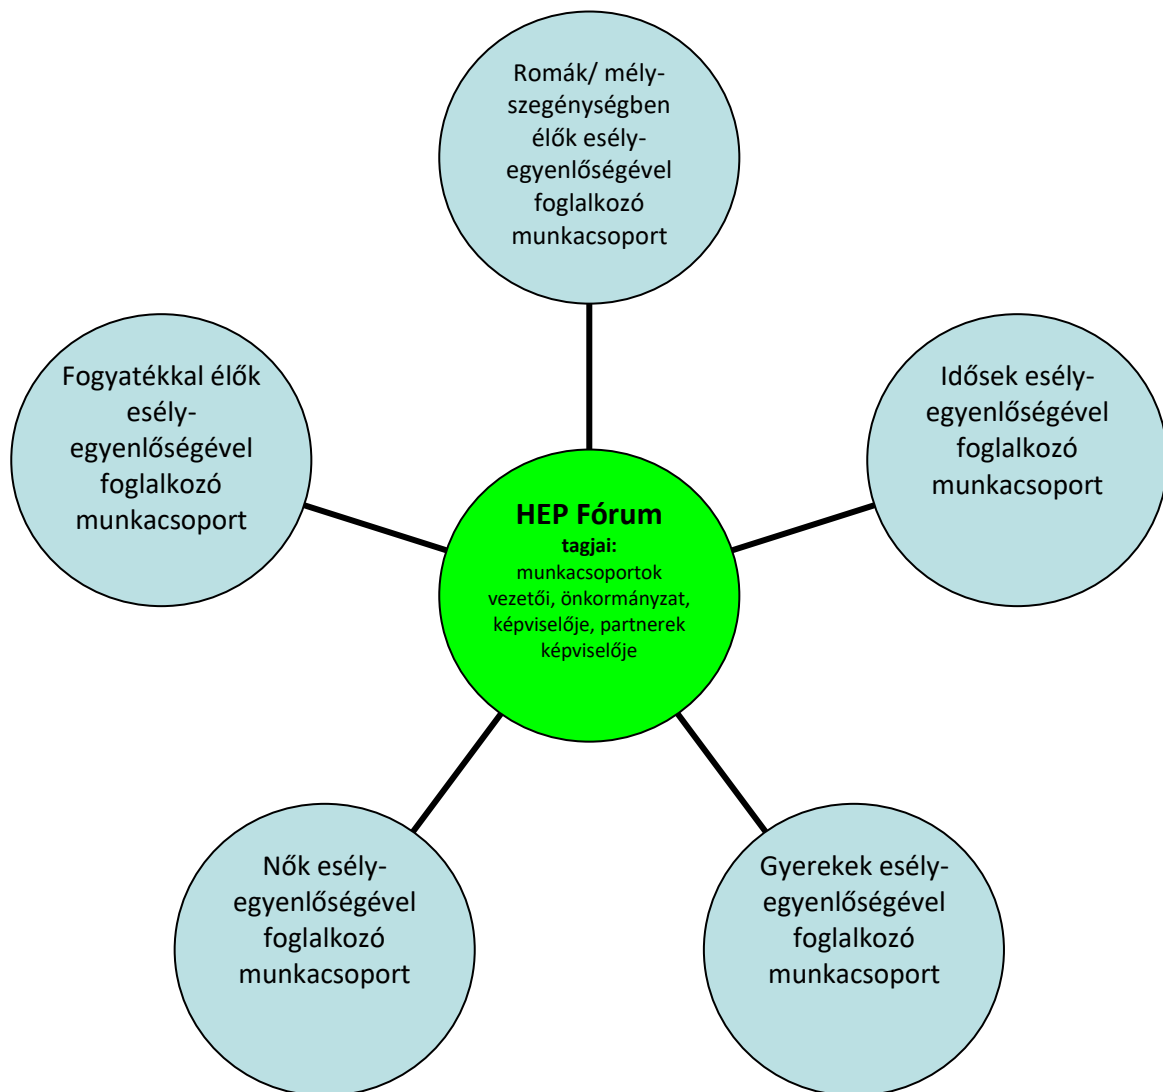 Romák/ mély-
szegénységben
élők esély-
egyenlőségével
foglalkozó
munkacsoport
Fogyatékkal élők
esély-
egyenlőségével
foglalkozó
munkacsoport
Idősek esély-
egyenlőségével
foglalkozó
munkacsoport
HEP Fórum
tagjai:
munkacsoportok
vezetői, önkormányzat,
képviselője, partnerek
képviselője
Nők esély-
egyenlőségével
foglalkozó
munkacsoport
Gyerekek esély-
egyenlőségével
foglalkozó
munkacsoport